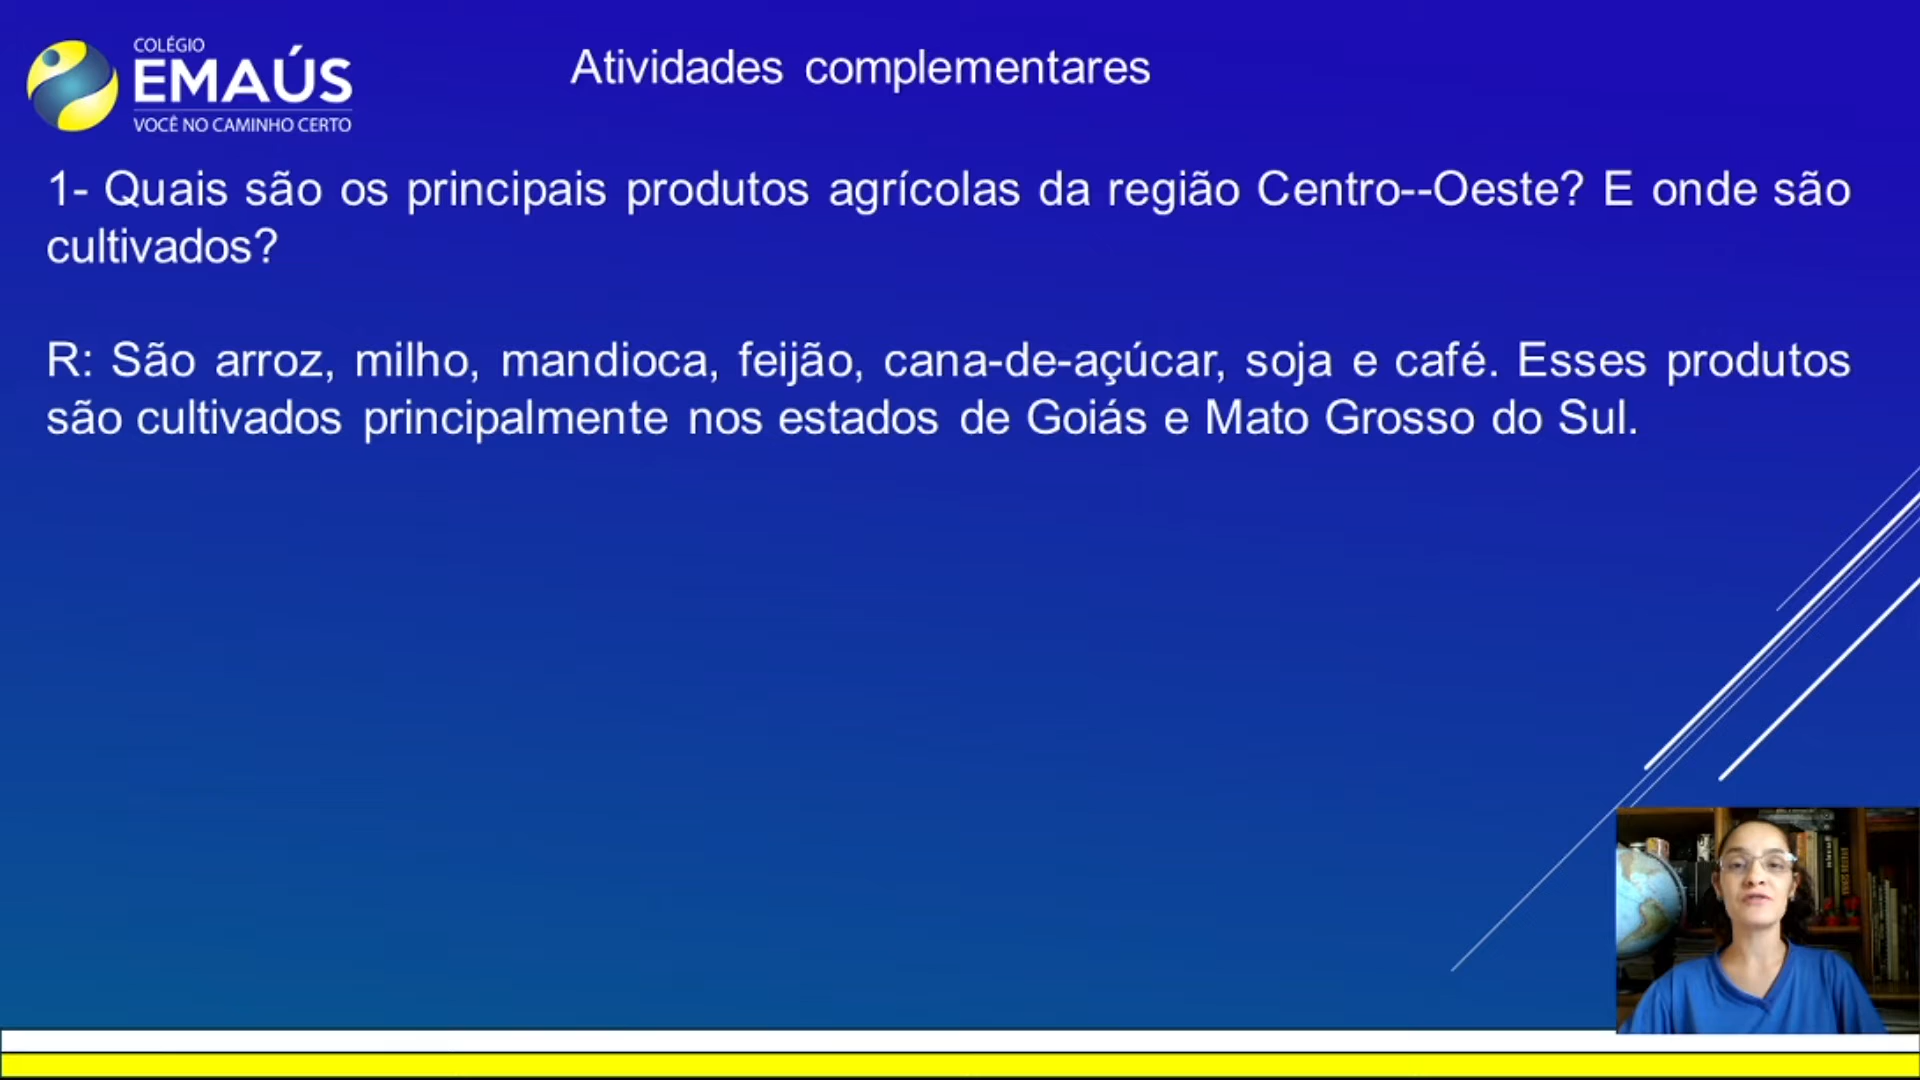 COLÉGIO
EMAÚS
VOCÊ NO CAMINHO CERTO
Atividades complementares
1- Quais são os principais produtos agrícolas da região Centro--Oeste? E onde são
cultivados?
R: São arroz, milho, mandioca, feijão, cana-de-açúcar, soja e café. Esses produtos
são cultivados principalmente nos estados de Goiás e Mato Grosso do Sul.